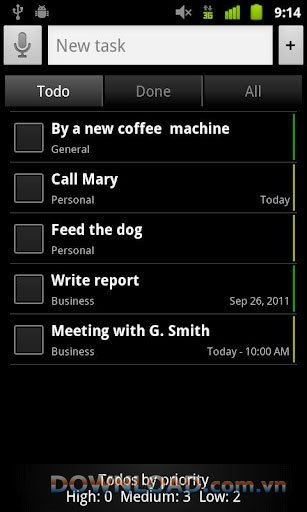 3G 9:14
New task +
Todo Done All
By a new coffee machine
General
Call Mary
Personal Today
Feed the dog
Personal
Write report
Business Sep 26, 2011
Meeting with G. Smith
Business Today - 10:00 AM
Todos by priority
DOWNLOAD.com.vn
High: 0 Medium: 3 Low: 2